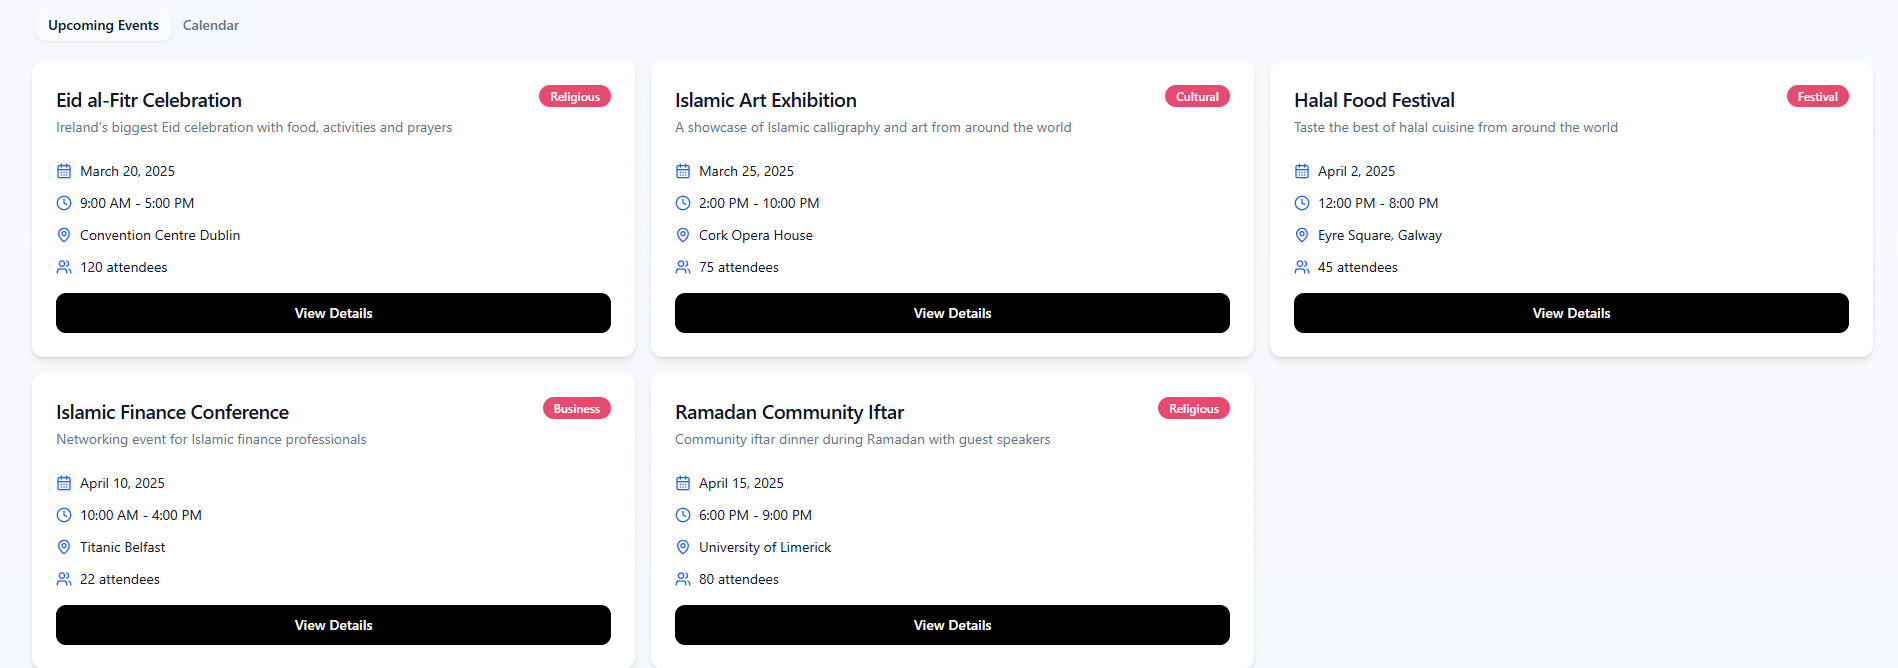 Upcoming Events
Calendar
Eid al-Fitr Celebration
Religious
Ireland's biggest Eid celebration with food, activities and prayers
March 20, 2025
9:00 AM - 5:00 PM
Convention Centre Dublin
120 attendees
View Details
Islamic Art Exhibition
Cultural
A showcase of Islamic calligraphy and art from around the world
March 25, 2025
2:00 PM - 10:00 PM
Cork Opera House
75 attendees
View Details
Halal Food Festival
Festival
Taste the best of halal cuisine from around the world
April 2, 2025
12:00 PM - 8:00 PM
Eyre Square, Galway
45 attendees
View Details
Islamic Finance Conference
Business
Networking event for Islamic finance professionals
April 10, 2025
10:00 AM - 4:00 PM
Titanic Belfast
22 attendees
View Details
Ramadan Community Iftar
Religious
Community iftar dinner during Ramadan with guest speakers
April 15, 2025
6:00 PM - 9:00 PM
University of Limerick
80 attendees
View Details